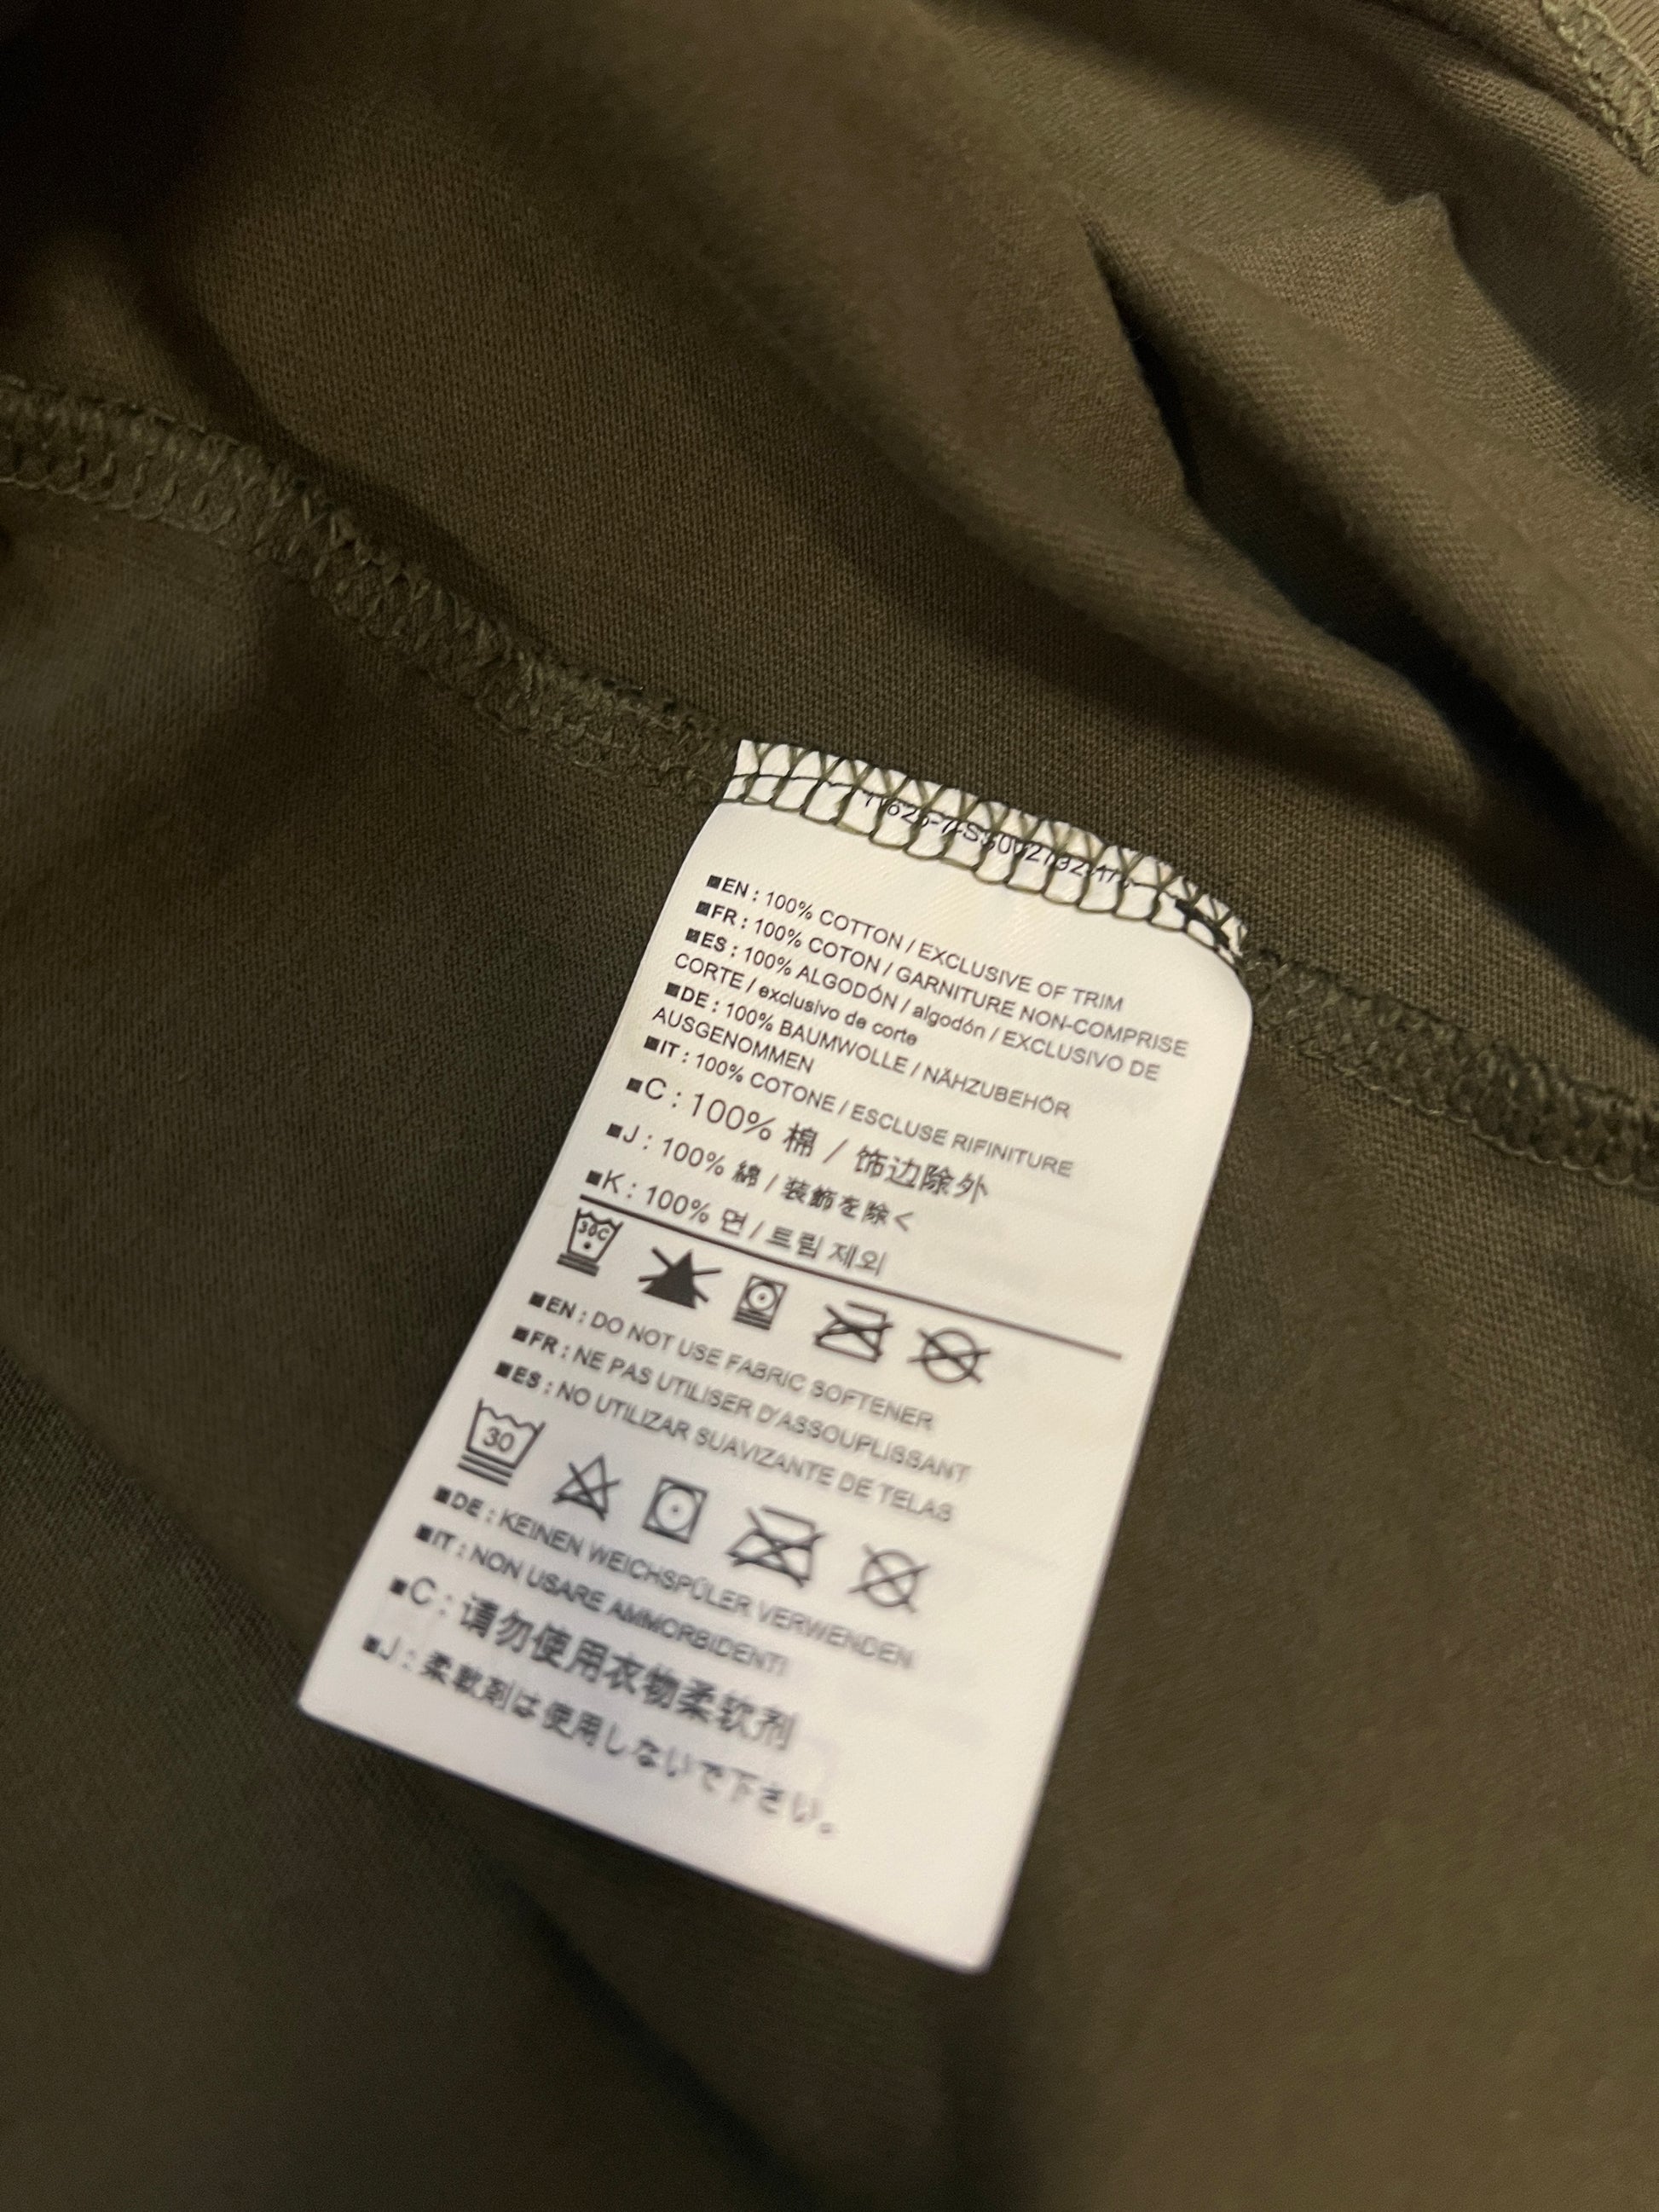 ■EN : 100% COTTON / EXCLUSIVE OF TRIM
■FR : 100% COTON / GARNITURE NON-COMPRISE
■ES : 100% ALGODÓN / algodón / EXCLUSIVO DE
CORTE / exclusivo de corte
■DE : 100% BAUMWOLLE / NÄHZUBEHÖR
AUSGENOMMEN
■IT : 100% COTONE / ESCLUSE RIFINITURE
■C : 100% 棉 / 饰边除外
■J : 100% 綿 / 装飾を除く
■K : 100% 면 / 트림 제외
30C
■EN : DO NOT USE FABRIC SOFTENER
■FR : NE PAS UTILISER D'ASSOUPLISSANT
■ES : NO UTILIZAR SUAVIZANTE DE TELAS
30
■DE : KEINEN WEICHSPÜLER VERWENDEN
■IT : NON USARE AMMORBIDENTI
■C : 请勿使用衣物柔软剂
■J : 柔軟剤は使用しないで下さい。